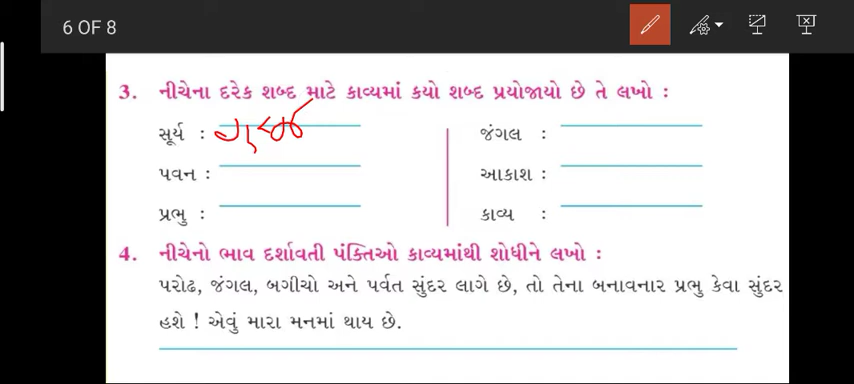 6 OF 8
3. નીચેના દરેક શબ્દ માટે કાવ્યમાં કયો શબ્દ પ્રયોજાયો છે તે લખો :
સૂર્ય :
જંગલ :
પવન :
આકાશ :
પ્રભુ :
કાવ્ય :
4. નીચેનો ભાવ દર્શાવતી પંક્તિઓ કાવ્યમાંથી શોધીને લખો :
પરોઢ, જંગલ, બગીચો અને પર્વત સુંદર લાગે છે, તો તેના બનાવનાર પ્રભુ કેવા સુંદર
હશે ! એવું મારા મનમાં થાય છે.